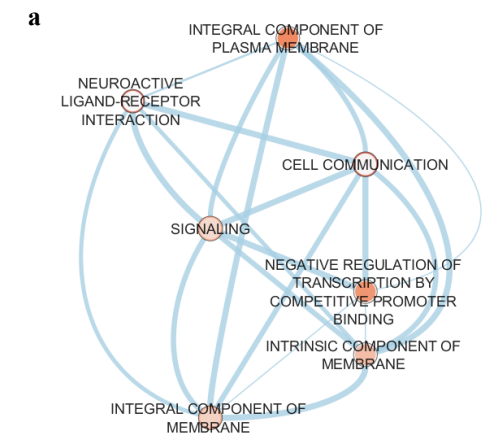 a
INTEGRAL COMPONENT OF
PLASMA MEMBRANE
NEUROACTIVE
LIGAND-RECEPTOR
INTERACTION
CELL COMMUNICATION
SIGNALING
NEGATIVE REGULATION OF
TRANSCRIPTION BY
COMPETITIVE PROMOTER
BINDING
INTRINSIC COMPONENT OF
MEMBRANE
INTEGRAL COMPONENT OF
MEMBRANE